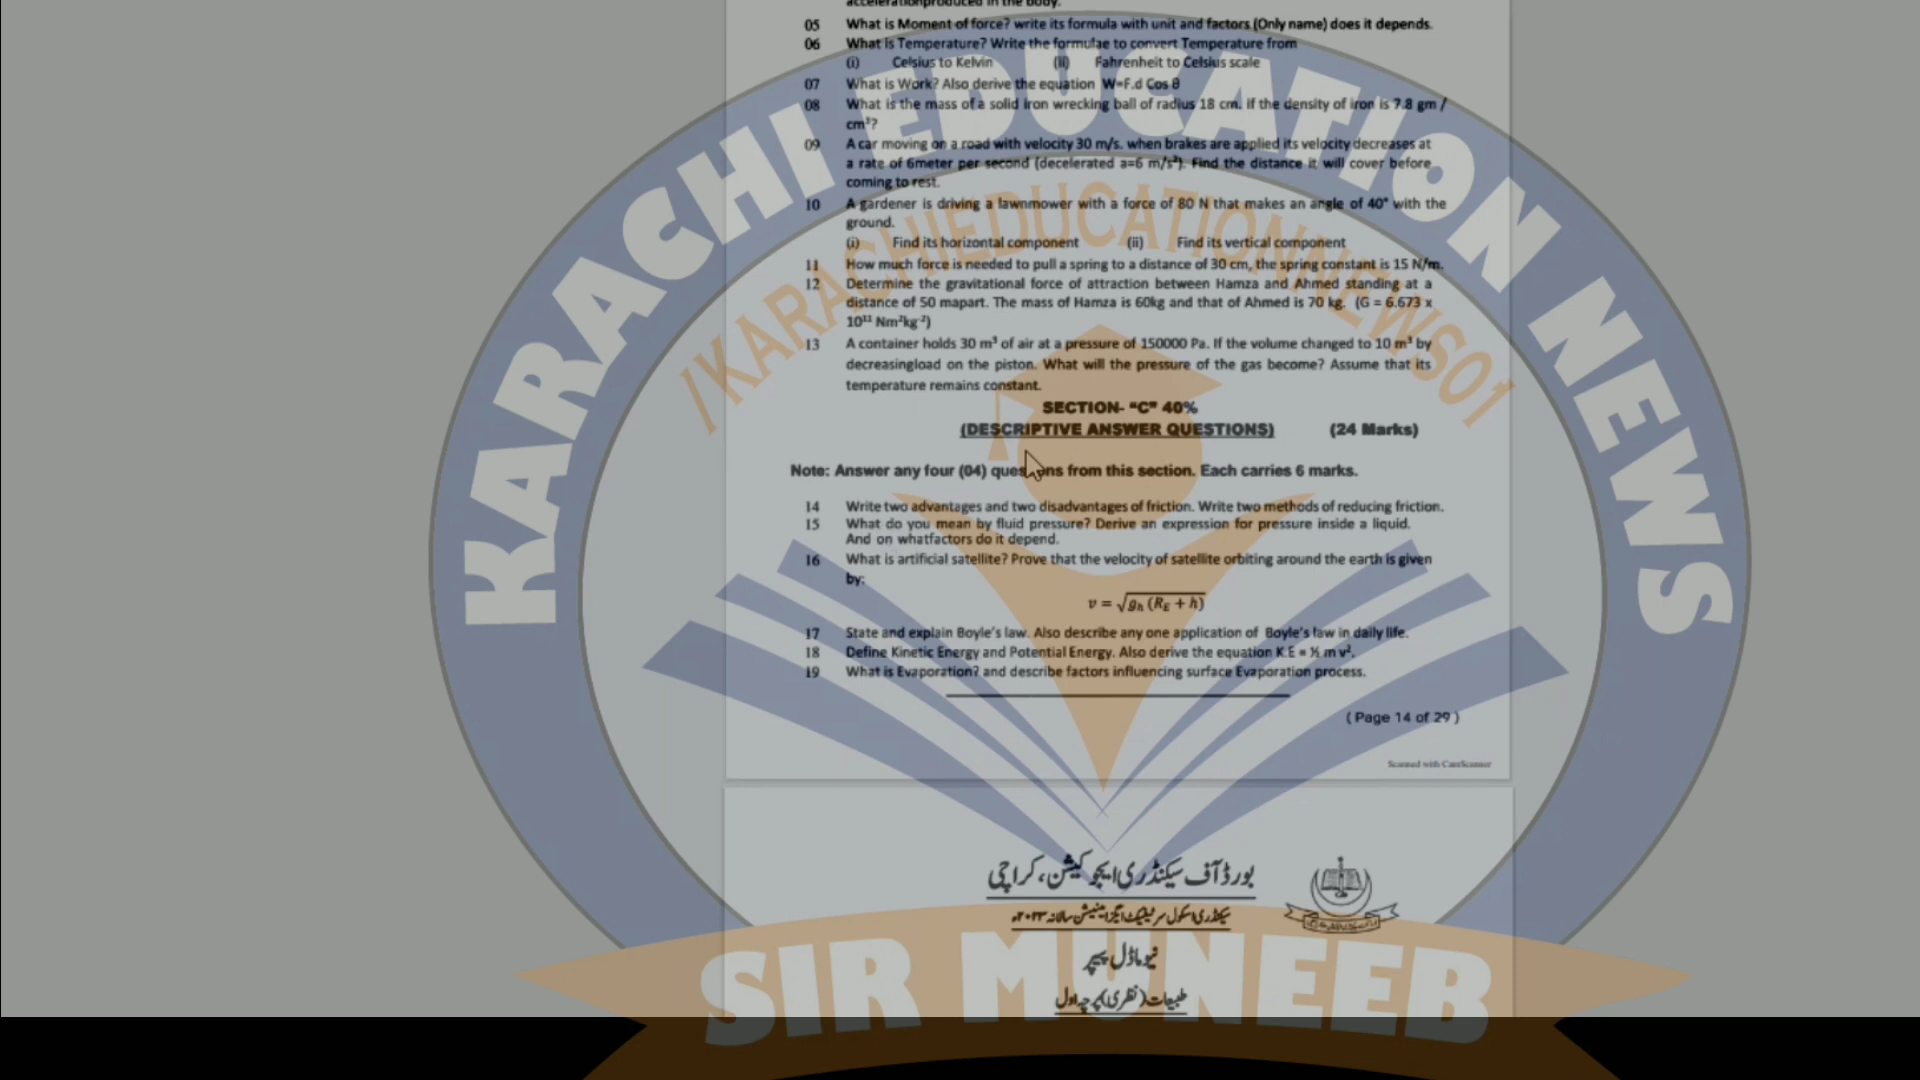 accelerationproduced in the body.
05 What is Moment of force? write its formula with unit and factors (Only name) does it depends.
06 What is Temperature? Write the formulae to convert Temperature from
(i) Celsius to Kelvin (ii) Fahrenheit to Celsius scale
07 What is Work? Also derive the equation W=F.d Cos θ
08 What is the mass of a solid iron wrecking ball of radius 18 cm. if the density of iron is 7.8 gm /
cm³?
09 A car moving on a road with velocity 30 m/s. when brakes are applied its velocity decreases at
a rate of 6meter per second (decelerated a=6 m/s²). Find the distance it will cover before
coming to rest.
10 A gardener is driving a lawnmower with a force of 80 N that makes an angle of 40° with the
ground.
(i) Find its horizontal component (ii) Find its vertical component
11 How much force is needed to pull a spring to a distance of 30 cm, the spring constant is 15 N/m.
12 Determine the gravitational force of attraction between Hamza and Ahmed standing at a
distance of 50 mapart. The mass of Hamza is 60kg and that of Ahmed is 70 kg. (G = 6.673 x
10¹¹ Nm²kg⁻²)
13 A container holds 30 m³ of air at a pressure of 150000 Pa. If the volume changed to 10 m³ by
decreasingload on the piston. What will the pressure of the gas become? Assume that its
temperature remains constant.
SECTION- "C" 40%
(DESCRIPTIVE ANSWER QUESTIONS) (24 Marks)
Note: Answer any four (04) questions from this section. Each carries 6 marks.
14 Write two advantages and two disadvantages of friction. Write two methods of reducing friction.
15 What do you mean by fluid pressure? Derive an expression for pressure inside a liquid.
And on whatfactors do it depend.
16 What is artificial satellite? Prove that the velocity of satellite orbiting around the earth is given
by:
v = √gₕ (R_E + h)
17 State and explain Boyle's law. Also describe any one application of Boyle's law in daily life.
18 Define Kinetic Energy and Potential Energy. Also derive the equation K.E = ½ m v².
19 What is Evaporation? and describe factors influencing surface Evaporation process.
( Page 14 of 29 )
Scanned with CamScanner
بورڈ آف سیکنڈری ایجوکیشن، کراچی
سیکنڈری اسکول سرٹیفکیٹ ایگزامینیشن سالانہ ۲۰۲۳ء
نیو ماڈل پیپر
طبیعات (نظری) پرچہ اول
KARACHI EDUCATION NEWS
/KARACHIEDUCATIONNEWS01
SIR MUNEEB